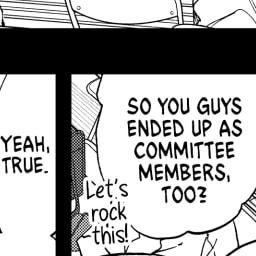 SO YOU GUYS
ENDED UP AS
COMMITTEE
MEMBERS,
TOO?
Let's
rock
this!
YEAH,
TRUE.